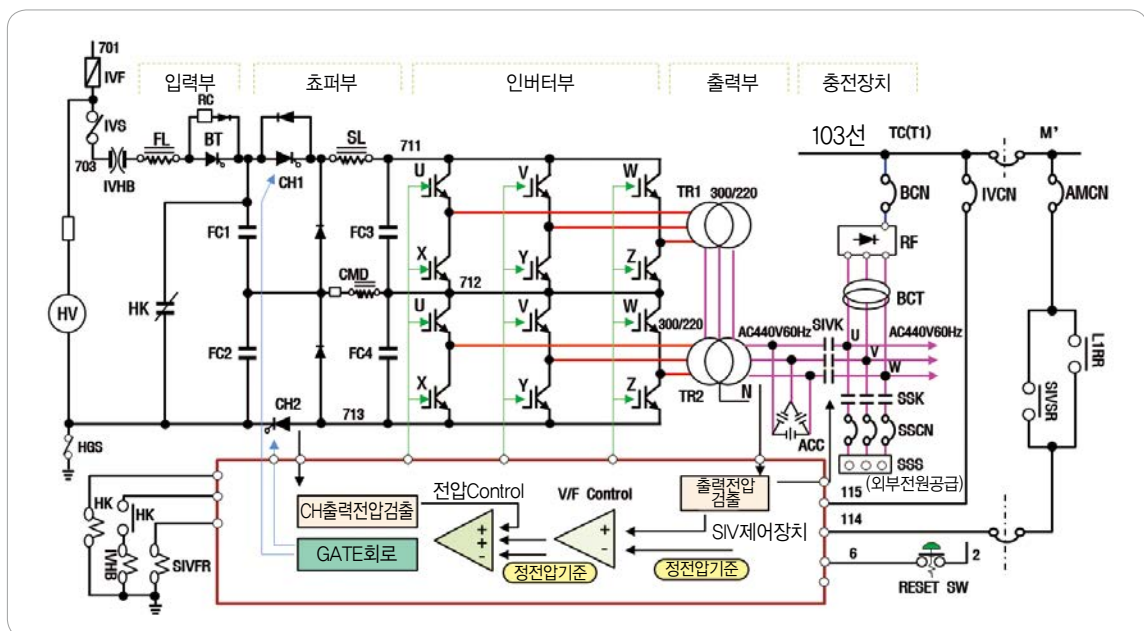 701
IVF
입력부
쵸퍼부
인버터부
출력부
충전장치
RC
IVS
FL
BT
SL
711
103선
TC(T1)
M'
703
IVHB
CH1
U
V
W
TR1
300/220
BCN
IVCN
AMCN
FC1
FC3
RF
X
Y
Z
CMD
712
BCT
HV
HK
U
V
W
300/220
AC440V60Hz
SIVK
U
AC440V60Hz
V
W
L1RR
SIVSR
FC2
FC4
X
Y
Z
N
TR2
SSK
CH2
713
ACC
SSCN
HGS
SSS
(외부전원공급)
HK
HK
IVHB
SIVFR
CH출력전압검출
전압Control
V/F Control
출력전압
검출
SIV제어장치
115
114
GATE회로
+
+
-
+
-
정전압기준
정전압기준
6
2
RESET SW